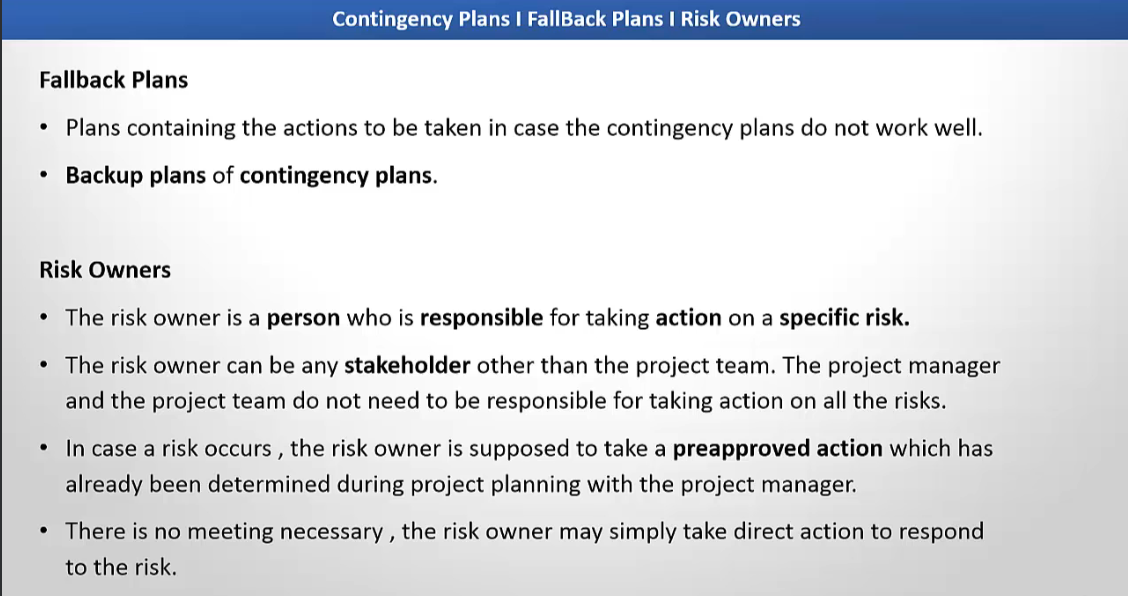 Contingency Plans I FallBack Plans I Risk Owners
Fallback Plans
• Plans containing the actions to be taken in case the contingency plans do not work well.
• Backup plans of contingency plans.
Risk Owners
• The risk owner is a person who is responsible for taking action on a specific risk.
• The risk owner can be any stakeholder other than the project team. The project manager
and the project team do not need to be responsible for taking action on all the risks.
• In case a risk occurs , the risk owner is supposed to take a preapproved action which has
already been determined during project planning with the project manager.
• There is no meeting necessary , the risk owner may simply take direct action to respond
to the risk.